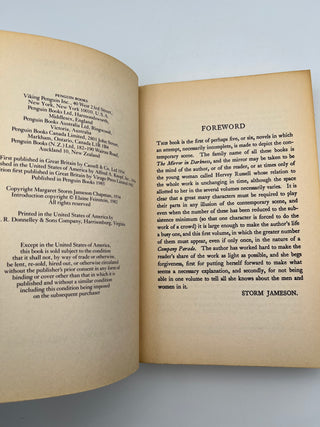 PENGUIN BOOKS
Viking Penguin Inc., 40 West 23rd Street,
New York, New York 10010, U.S.A.
Penguin Books Ltd, Harmondsworth,
Middlesex, England
Penguin Books Australia Ltd, Ringwood,
Victoria, Australia
Penguin Books Canada Limited, 2801 John Street,
Markham, Ontario, Canada L3R 1B4
Penguin Books (N.Z.) Ltd, 182–190 Wairau Road,
Auckland 10, New Zealand
First published in Great Britain by Cassell & Co. Ltd 1934
published in the United States of America by Alfred A. Knopf, Inc.
published in Great Britain by Virago Press Limited
published in Penguin Books 1985
Copyright Margaret Storm Jameson Chapman, 1934
Introduction copyright © Elaine Feinstein,
Printed in the United States of America by
R. R. Donnelley & Sons Company, Harrisonburg, Virginia
Except in the United States of America,
this book is sold subject to the condition
that it shall not, by way of trade or otherwise,
be lent, re-sold, hired out, or otherwise circulated
without the publisher's prior consent in any form of
binding or cover other than that in which it is
published and without a similar condition
including this condition being imposed
on the subsequent purchaser
FOREWORD
THIS book is the first of perhaps five, or six, novels in which
an attempt, necessarily incomplete, is made to depict the con-
temporary scene. The family name of all these books is
The Mirror in Darkness, and the mirror may be taken to be
the mind of the author, or of the reader, or at times only of
the young woman called Hervey Russell whose relation to
the whole work is unchanging in time, although the space
allotted to her in the several volumes necessarily varies. It is
clear that a great many characters must be required to play
their parts in any illusion of the contemporary scene, and
even when the number of these has been reduced to the sub-
sistence minimum (so that one character is forced to do the
work of a crowd) it is large enough to make the author's life
a busy one, and this first volume, in which the greater number
of them must appear, even if only once, in the nature of a
Company Parade. The author has worked hard to make the
reader's share of the work as light as possible, and she begs
forgiveness, first for putting herself forward to make what
seems a necessary explanation, and secondly, for not being
able in one volume to tell all she knows about the men and
women in it.
STORM JAMESON.